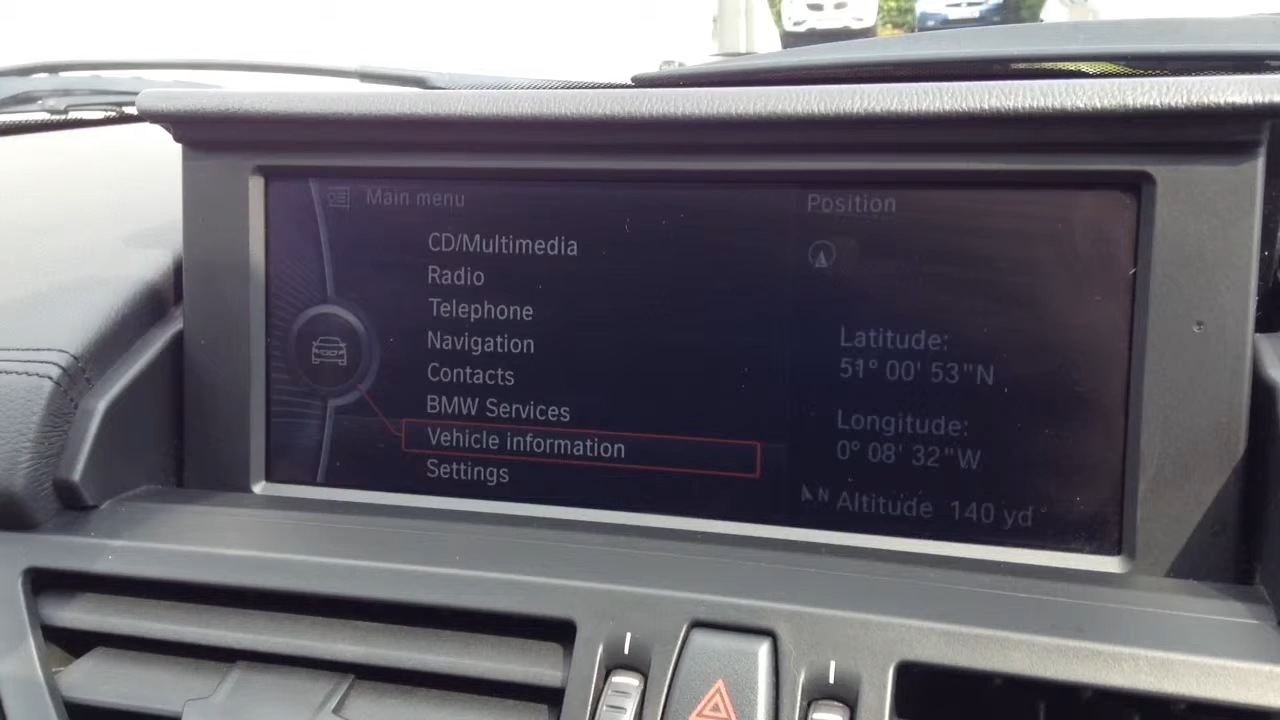 Main menu
CD/Multimedia
Radio
Telephone
Navigation
Contacts
BMW Services
Vehicle information
Settings
Position
Latitude:
51° 00' 53"N
Longitude:
0° 08' 32"W
N
Altitude 140 yd